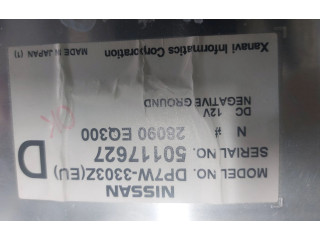 NISSAN
MODEL NO. DP7W-3303Z(EU)
SERIAL NO. 50117627
D
N # 28090 EQ300
DC 12V
NEGATIVE GROUND
Xanavi Informatics Corporation
MADE IN JAPAN (1)